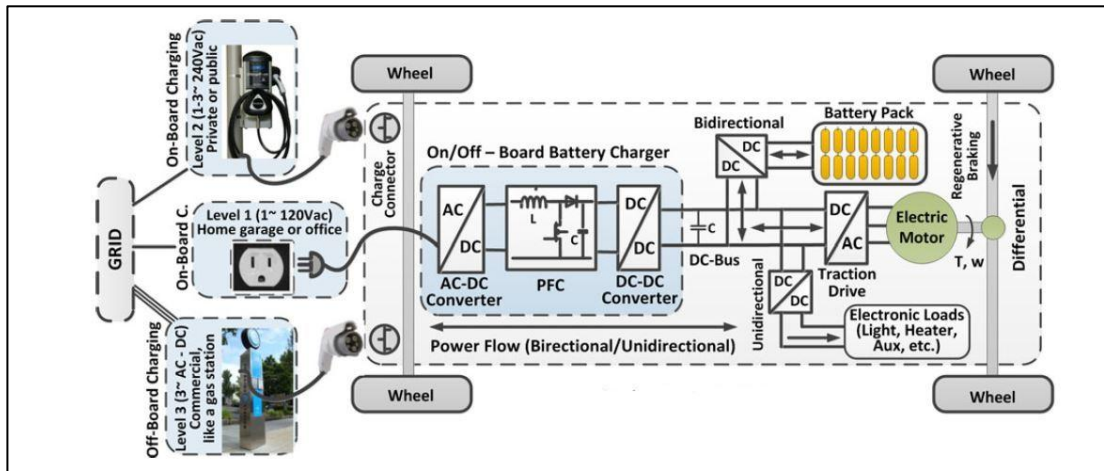 GRID
On-Board Charging
Level 2 (1-3~ 240Vac)
Private or public
On-Board C.
Level 1 (1~ 120Vac)
Home garage or office
Off-Board Charging
Level 3 (3~ AC - DC)
Commercial,
like a gas station
Wheel
Wheel
Charge
Connector
On/Off – Board Battery Charger
AC
DC
AC-DC
Converter
L
C
PFC
DC
DC
DC-DC
Converter
Power Flow (Birectional/Unidirectional)
C
DC-Bus
Bidirectional
DC
DC
Battery Pack
DC
AC
Traction
Drive
Electric
Motor
Regenerative
Braking
T, w
Differential
Unidirectional
DC
DC
Electronic Loads
(Light, Heater,
Aux, etc.)
Wheel
Wheel